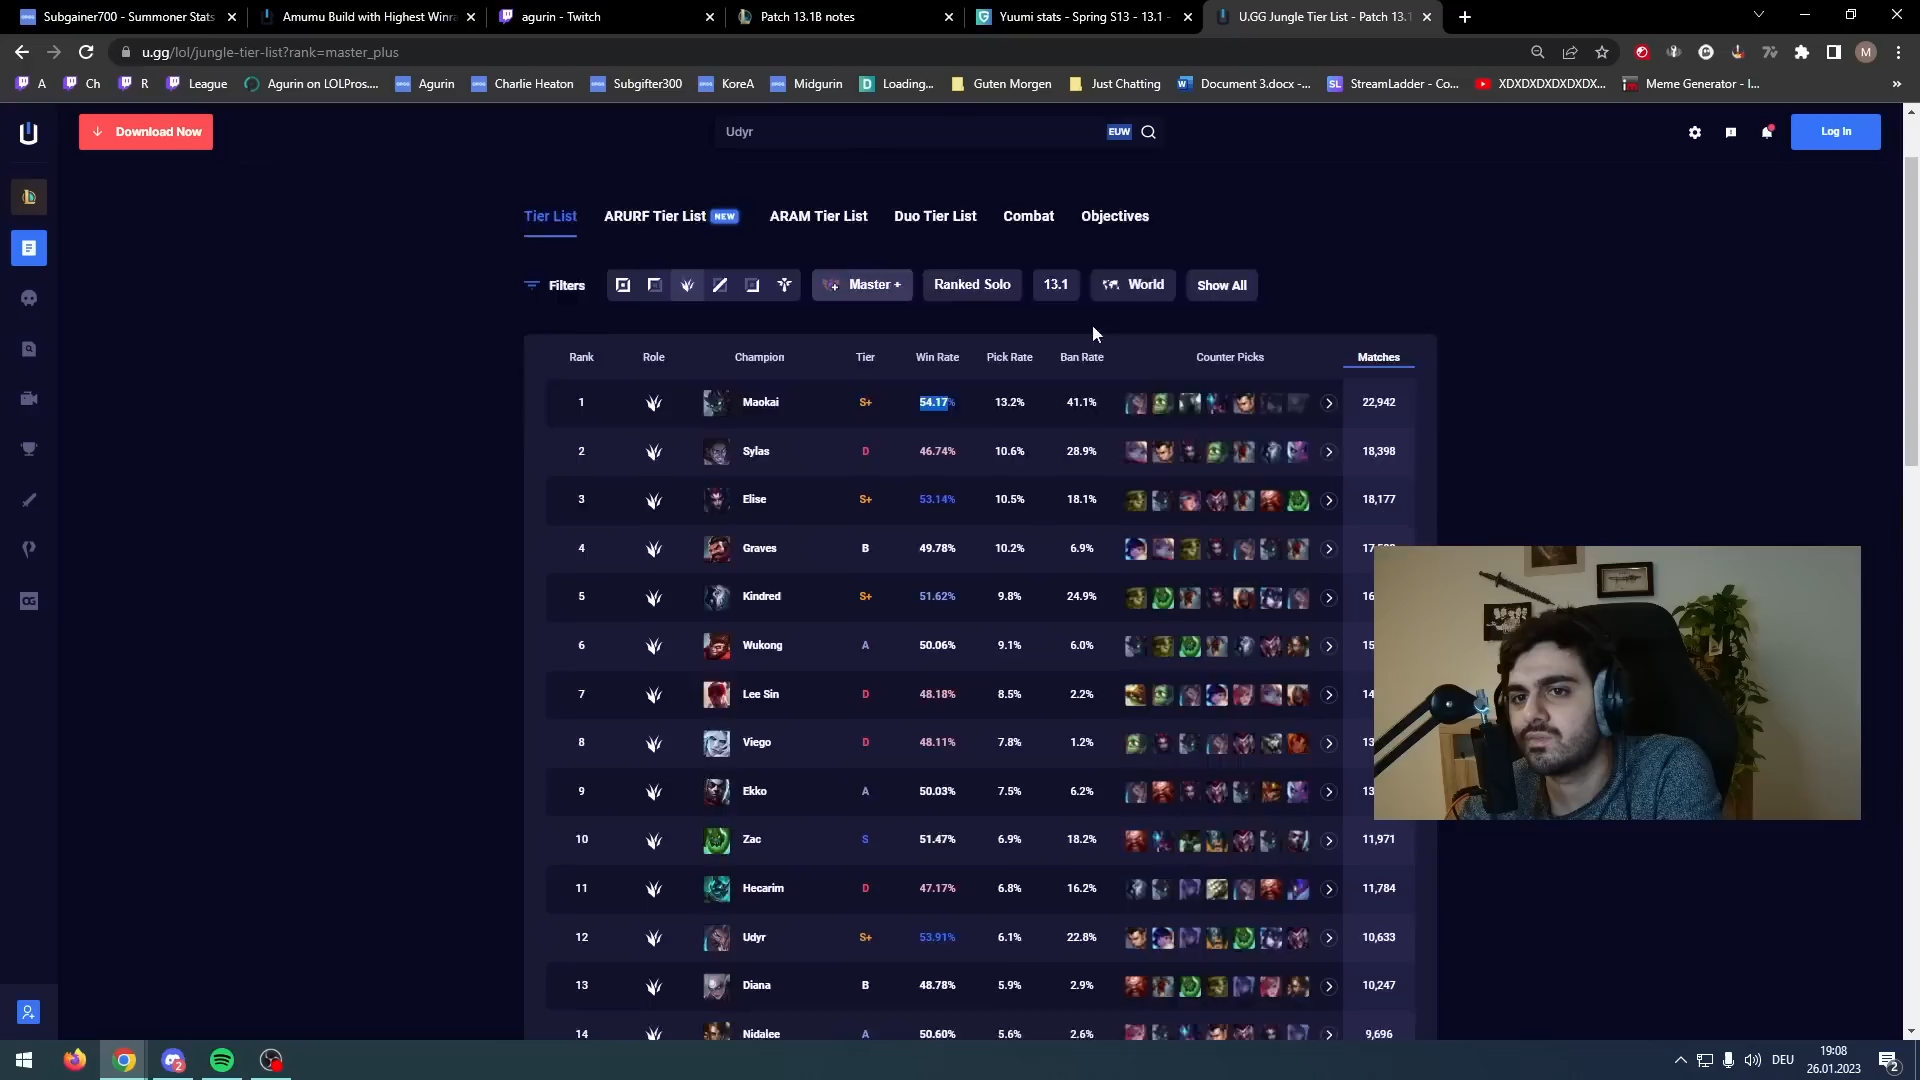 Subgainer700 - Summoner Stats
Amumu Build with Highest Winra
agurin - Twitch
Patch 13.1B notes
Yuumi stats - Spring S13 - 13.1 -
U.GG Jungle Tier List - Patch 13.1
u.gg/lol/jungle-tier-list?rank=master_plus
M
A
Ch
R
League
Agurin on LOLPros....
Agurin
Charlie Heaton
Subgifter300
KoreA
Midgurin
Loading...
Guten Morgen
Just Chatting
Document 3.docx -...
StreamLadder - Co...
XDXDXDXDXDXDX...
Meme Generator - I...
»
Download Now
Udyr
EUW
Log In
Tier List
ARURF Tier List NEW
ARAM Tier List
Duo Tier List
Combat
Objectives
Filters
Master +
Ranked Solo
13.1
World
Show All
Rank Role Champion Tier Win Rate Pick Rate Ban Rate Counter Picks Matches
1 Maokai S+ 54.17% 13.2% 41.1% 22,942
2 Sylas D 46.74% 10.6% 28.9% 18,398
3 Elise S+ 53.14% 10.5% 18.1% 18,177
4 Graves B 49.78% 10.2% 6.9% 17
5 Kindred S+ 51.62% 9.8% 24.9% 16
6 Wukong A 50.06% 9.1% 6.0% 15
7 Lee Sin D 48.18% 8.5% 2.2% 14
8 Viego D 48.11% 7.8% 1.2% 13
9 Ekko A 50.03% 7.5% 6.2% 13
10 Zac S 51.47% 6.9% 18.2% 11,971
11 Hecarim D 47.17% 6.8% 16.2% 11,784
12 Udyr S+ 53.91% 6.1% 22.8% 10,633
13 Diana B 48.78% 5.9% 2.9% 10,247
14 Nidalee A 50.60% 5.6% 2.6% 9,696
DEU
19:08
26.01.2023